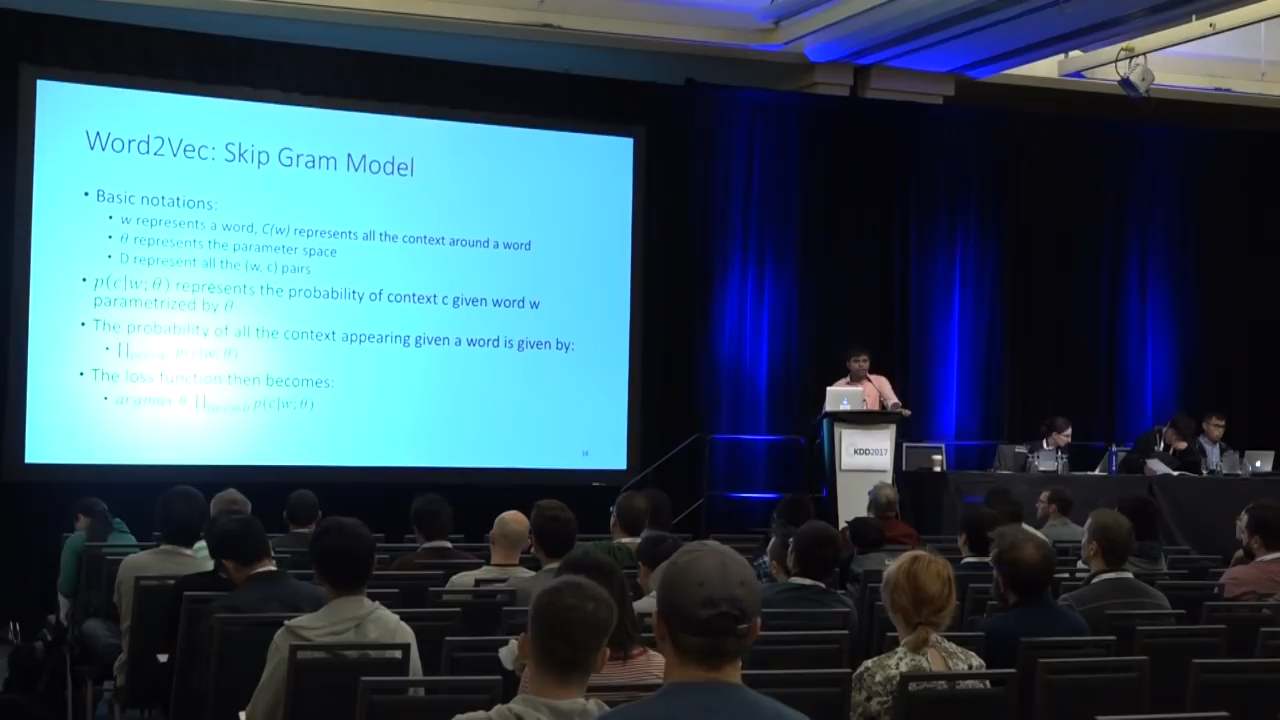 Word2Vec: Skip Gram Model
• Basic notations:
• w represents a word, C(w) represents all the context around a word
• θ represents the parameter space
• D represent all the (w, c) pairs
• p(c|w; θ) represents the probability of context c given word w
parametrized by θ
• The probability of all the context appearing given a word is given by:
• ∏ p(c|w; θ)
• The loss function then becomes:
• argmax θ ∏ p(c|w; θ)
16
KDD2017